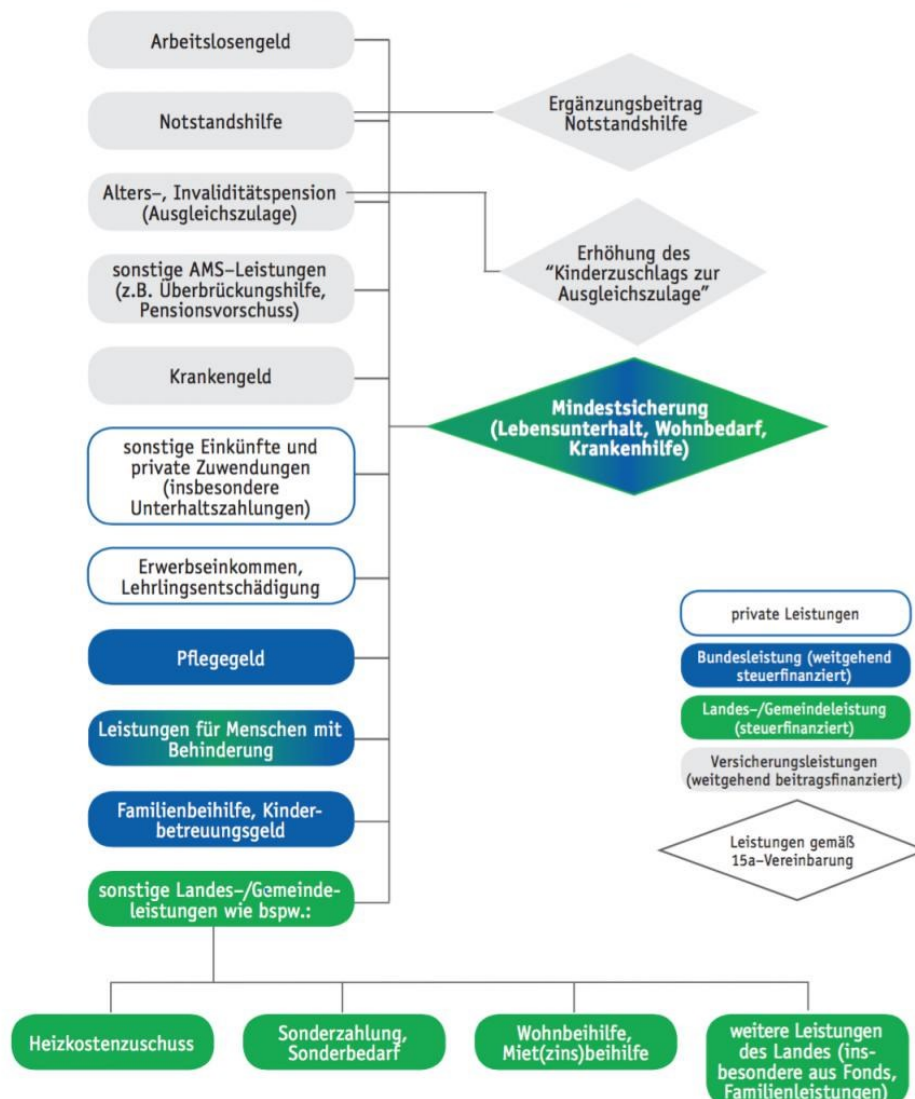 Arbeitslosengeld
Notstandshilfe
Ergänzungsbeitrag
Notstandshilfe
Alters–, Invaliditätspension
(Ausgleichszulage)
Erhöhung des
“Kinderzuschlags zur
Ausgleichszulage”
sonstige AMS–Leistungen
(z.B. Überbrückungshilfe,
Pensionsvorschuss)
Krankengeld
Mindestsicherung
(Lebensunterhalt, Wohnbedarf,
Krankenhilfe)
sonstige Einkünfte und
private Zuwendungen
(insbesondere
Unterhaltszahlungen)
Erwerbseinkommen,
Lehrlingsentschädigung
Pflegegeld
Leistungen für Menschen mit
Behinderung
Familienbeihilfe, Kinder–
betreuungsgeld
sonstige Landes–/Gemeinde–
leistungen wie bspw.:
private Leistungen
Bundesleistung (weitgehend
steuerfinanziert)
Landes–/Gemeindeleistung
(steuerfinanziert)
Versicherungsleistungen
(weitgehend beitragsfinanziert)
Leistungen gemäß
15a–Vereinbarung
Heizkostenzuschuss
Sonderzahlung,
Sonderbedarf
Wohnbeihilfe,
Miet(zins)beihilfe
weitere Leistungen
des Landes (ins–
besondere aus Fonds,
Familienleistungen)